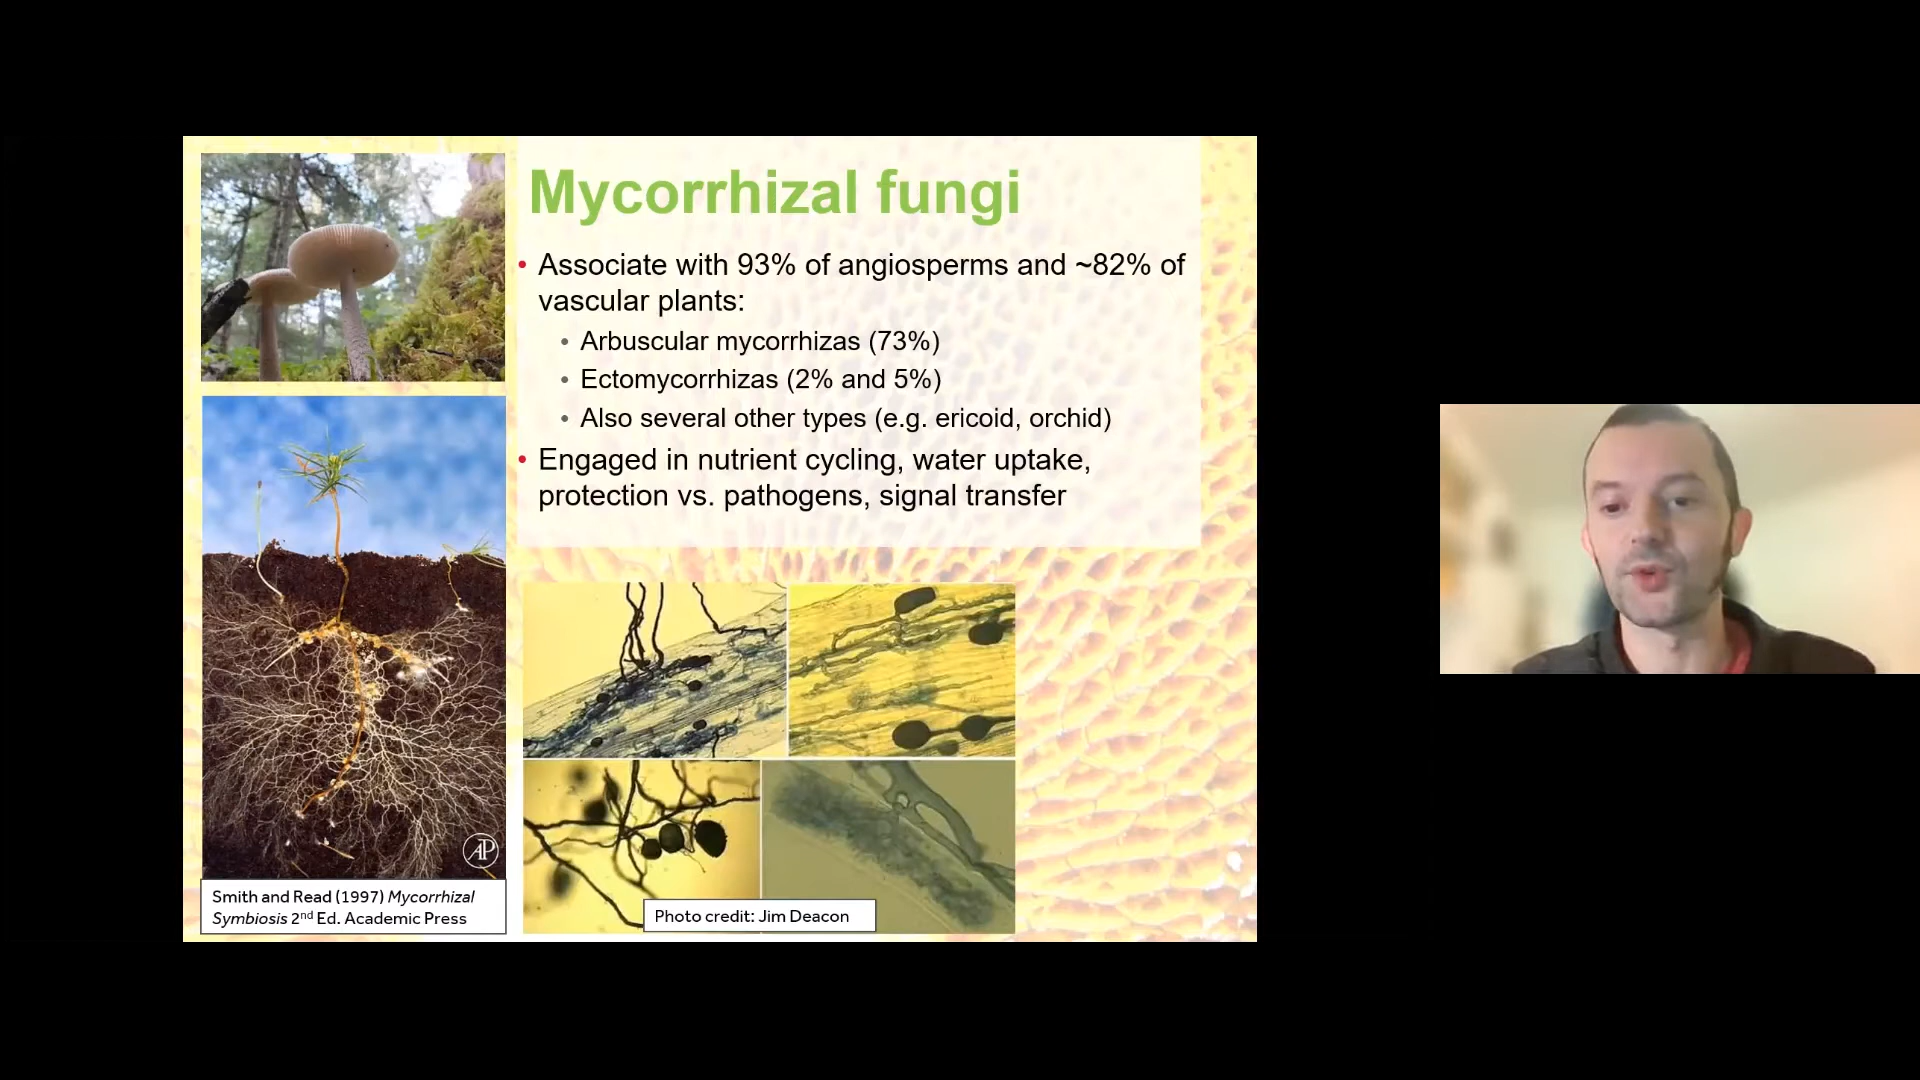 Mycorrhizal fungi
• Associate with 93% of angiosperms and ~82% of
vascular plants:
• Arbuscular mycorrhizas (73%)
• Ectomycorrhizas (2% and 5%)
• Also several other types (e.g. ericoid, orchid)
• Engaged in nutrient cycling, water uptake,
protection vs. pathogens, signal transfer
AP
Smith and Read (1997) Mycorrhizal
Symbiosis 2nd Ed. Academic Press
Photo credit: Jim Deacon